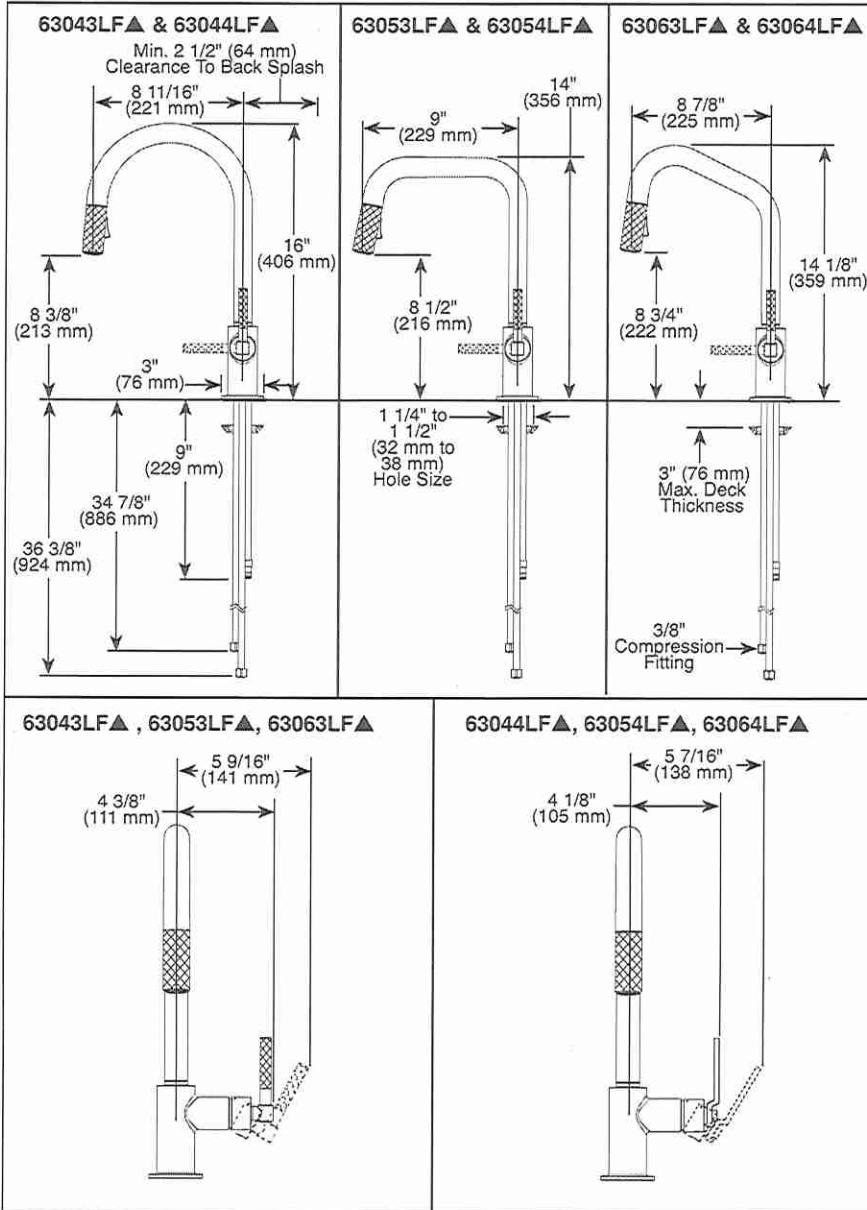 63043LF▲ & 63044LF▲
Min. 2 1/2" (64 mm)
Clearance To Back Splash
8 11/16"
(221 mm)
16"
(406 mm)
8 3/8"
(213 mm)
3"
(76 mm)
9"
(229 mm)
34 7/8"
(886 mm)
36 3/8"
(924 mm)
63053LF▲ & 63054LF▲
14"
(356 mm)
9"
(229 mm)
8 1/2"
(216 mm)
1 1/4" to
1 1/2"
(32 mm to
38 mm)
Hole Size
63063LF▲ & 63064LF▲
8 7/8"
(225 mm)
14 1/8"
(359 mm)
8 3/4"
(222 mm)
3" (76 mm)
Max. Deck
Thickness
3/8"
Compression
Fitting
63043LF▲ , 63053LF▲, 63063LF▲
5 9/16"
(141 mm)
4 3/8"
(111 mm)
63044LF▲, 63054LF▲, 63064LF▲
5 7/16"
(138 mm)
4 1/8"
(105 mm)